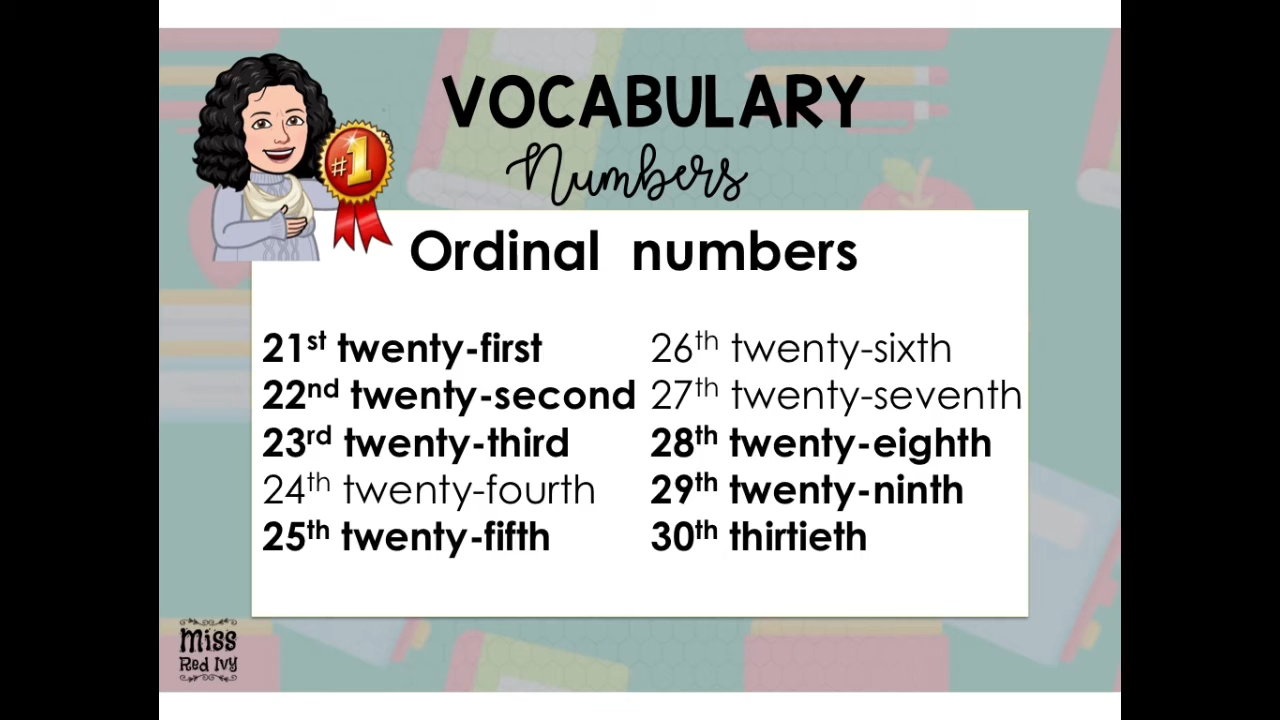 VOCABULARY
Numbers
#1
Ordinal numbers
21st twenty-first
22nd twenty-second
23rd twenty-third
24th twenty-fourth
25th twenty-fifth
26th twenty-sixth
27th twenty-seventh
28th twenty-eighth
29th twenty-ninth
30th thirtieth
Miss
Red Ivy